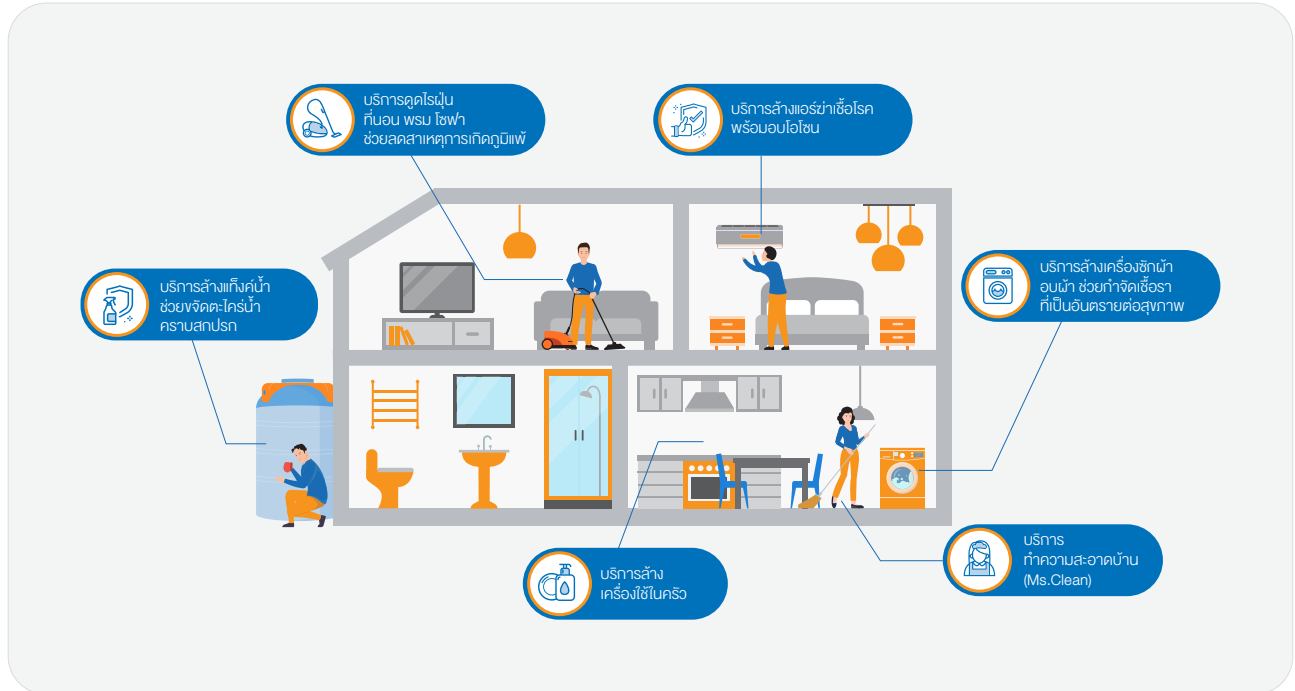 บริการดูดไรฝุ่น
ที่นอน พรม โซฟา
ช่วยลดสาเหตุการเกิดภูมิแพ้
บริการล้างแอร์ฆ่าเชื้อโรค
พร้อมอบโอโซน
บริการล้างแท็งค์น้ำ
ช่วยขจัดตะไคร่น้ำ
คราบสกปรก
บริการล้างเครื่องซักผ้า
อบผ้า ช่วยกำจัดเชื้อรา
ที่เป็นอันตรายต่อสุขภาพ
บริการล้าง
เครื่องใช้ในครัว
บริการ
ทำความสะอาดบ้าน
(Ms.Clean)